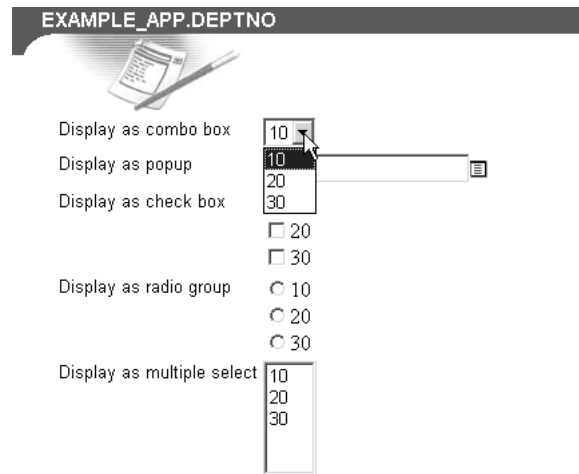 EXAMPLE_APP.DEPTNO
Display as combo box 10
10
Display as popup
20
Display as check box 30
20
30
Display as radio group 10
20
30
Display as multiple select 10
20
30